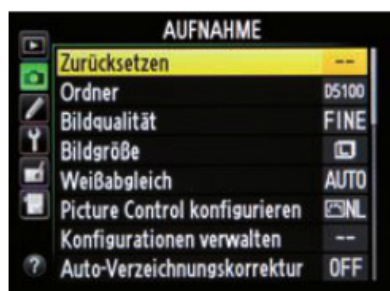 AUFNAHME
Zurücksetzen --
Ordner D5100
Bildqualität FINE
Bildgröße L
Weißabgleich AUTO
Picture Control konfigurieren NL
Konfigurationen verwalten --
Auto-Verzeichnungskorrektur OFF
?